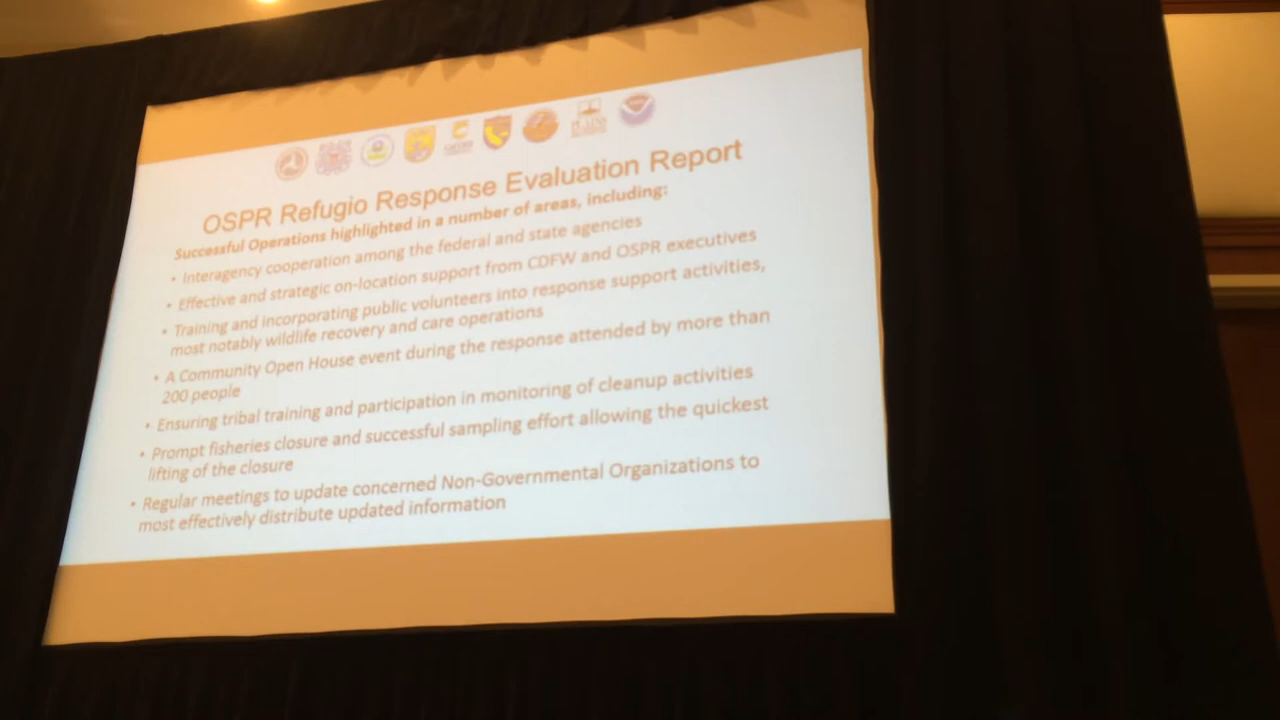 OSPR Refugio Response Evaluation Report
Successful Operations highlighted in a number of areas, including:
• Interagency cooperation among the federal and state agencies
• Effective and strategic on-location support from CDFW and OSPR executives
• Training and incorporating public volunteers into response support activities,
most notably wildlife recovery and care operations
• A Community Open House event during the response attended by more than
200 people
• Ensuring tribal training and participation in monitoring of cleanup activities
• Prompt fisheries closure and successful sampling effort allowing the quickest
lifting of the closure
• Regular meetings to update concerned Non-Governmental Organizations to
most effectively distribute updated information